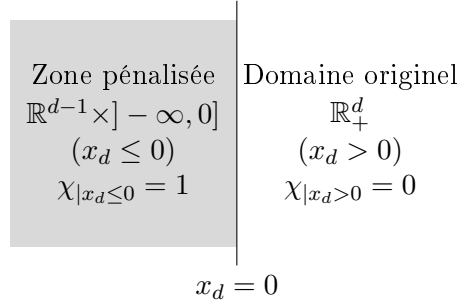 Zone pénalisée
ℝ^{d−1}×]−∞, 0]
(x_d ≤ 0)
χ_{|x_d≤0} = 1
Domaine originel
ℝ^d_+
(x_d > 0)
χ_{|x_d>0} = 0
x_d = 0